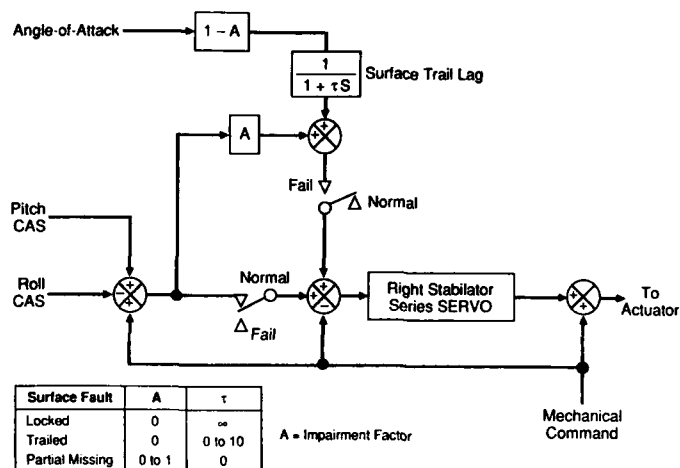 Angle-of-Attack
1 – A
1
1 + τS
Surface Trail Lag
A
+
+
Fail
Normal
Pitch
CAS
Roll
CAS
+
–
+
Normal
Fail
+
+
–
Right Stabilator
Series SERVO
+
+
To
Actuator
Mechanical
Command
Surface Fault A τ
Locked 0 ∞
Trailed 0 0 to 10
Partial Missing 0 to 1 0
A = Impairment Factor